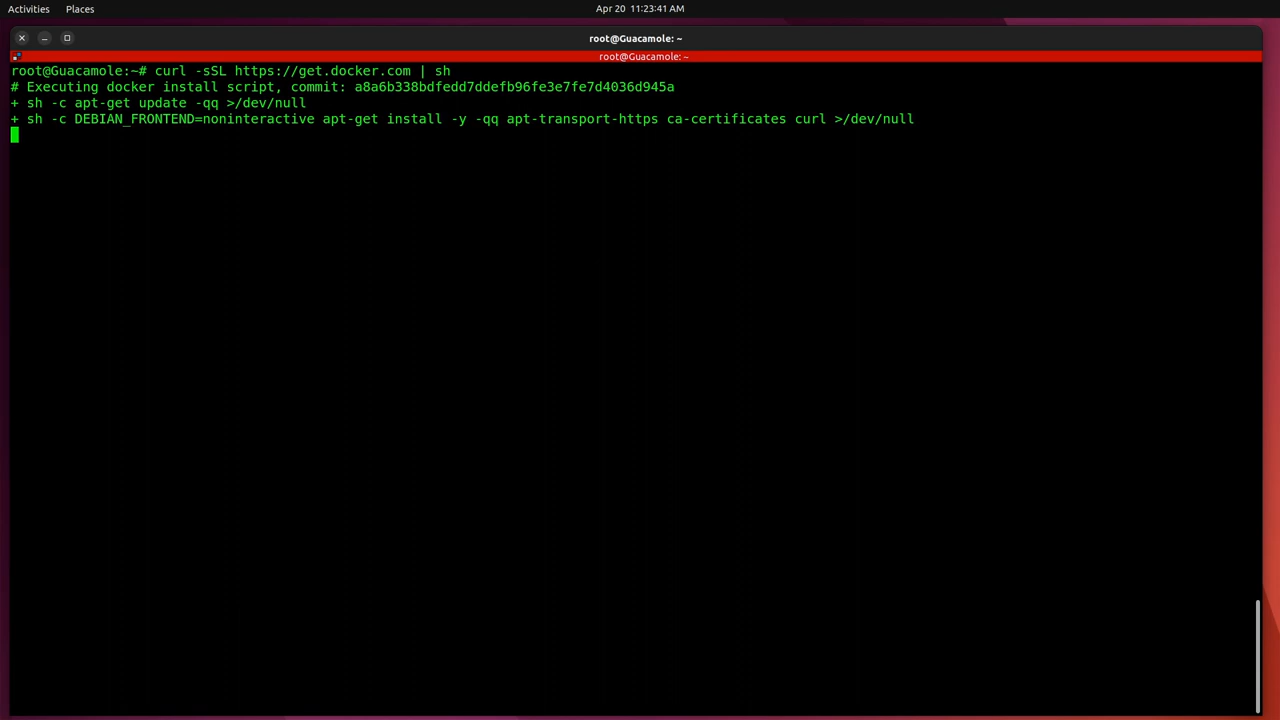 Activities Places Apr 20 11:23:41 AM
root@Guacamole: ~
root@Guacamole: ~
root@Guacamole:~# curl -sSL https://get.docker.com | sh
# Executing docker install script, commit: a8a6b338bdfedd7ddefb96fe3e7fe7d4036d945a
+ sh -c apt-get update -qq >/dev/null
+ sh -c DEBIAN_FRONTEND=noninteractive apt-get install -y -qq apt-transport-https ca-certificates curl >/dev/null